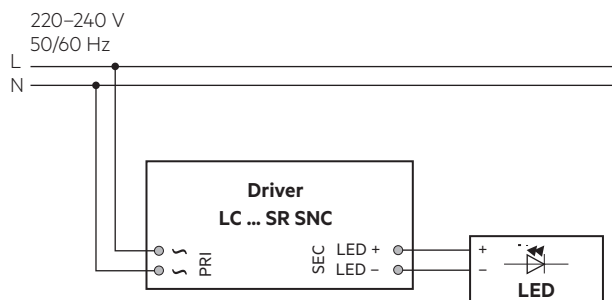 220–240 V
50/60 Hz
L
N
Driver
LC ... SR SNC
~ PRI SEC LED + +
~ LED – –
LED